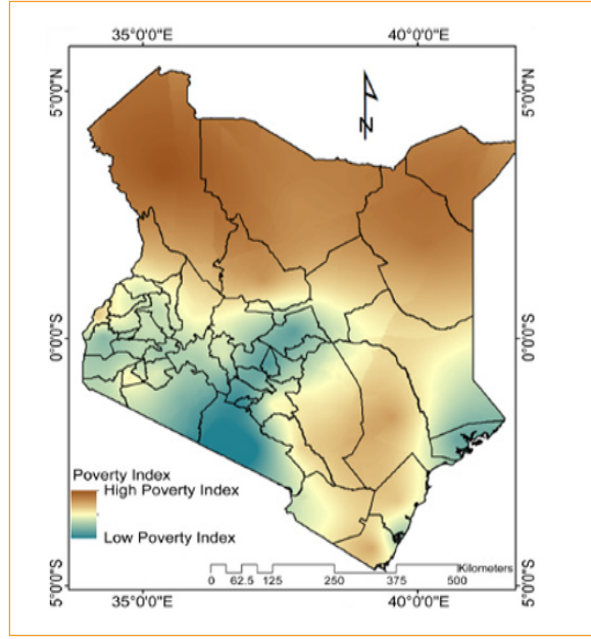 35°0'0"E 40°0'0"E
5°0'0"N 5°0'0"N
N
0°0'0" 0°0'0"
Poverty Index
High Poverty Index
Low Poverty Index
Kilometers
0 62.5 125 250 375 500
5°0'0"S 5°0'0"S
35°0'0"E 40°0'0"E